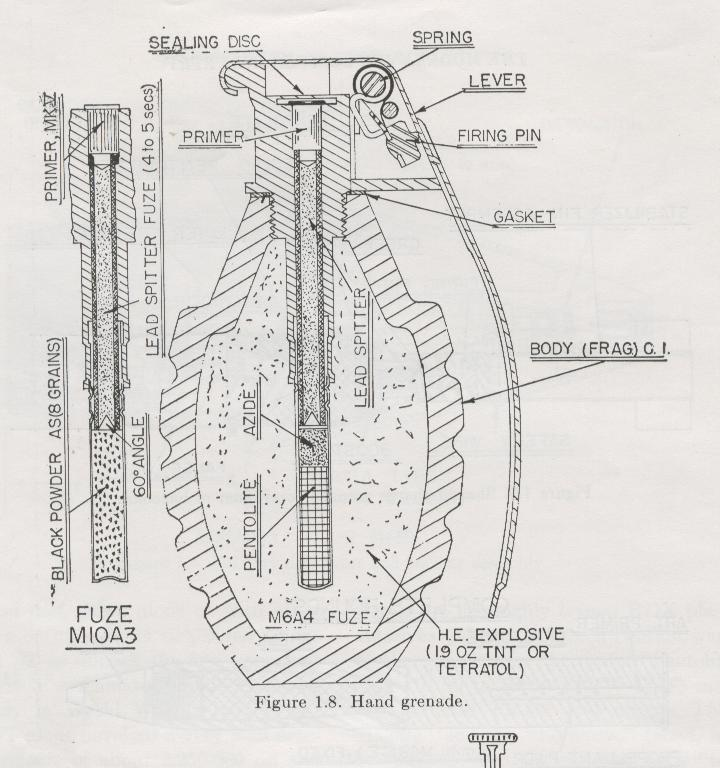 SEALING DISC
SPRING
LEVER
PRIMER
FIRING PIN
GASKET
PRIMER, MK V
LEAD SPITTER FUZE (4 to 5 secs)
BLACK POWDER AS(8 GRAINS)
60° ANGLE
FUZE
M10A3
LEAD SPITTER
AZIDE
PENTOLITE
BODY (FRAG) C.I.
M6A4 FUZE
H.E. EXPLOSIVE
(1.9 OZ TNT OR
TETRATOL)
Figure 1.8. Hand grenade.